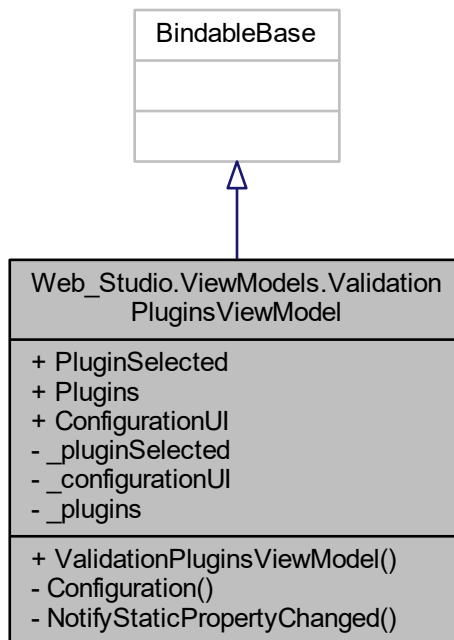 BindableBase
Web_Studio.ViewModels.Validation
PluginsViewModel
+ PluginSelected
+ Plugins
+ ConfigurationUI
- _pluginSelected
- _configurationUI
- _plugins
+ ValidationPluginsViewModel()
- Configuration()
- NotifyStaticPropertyChanged()